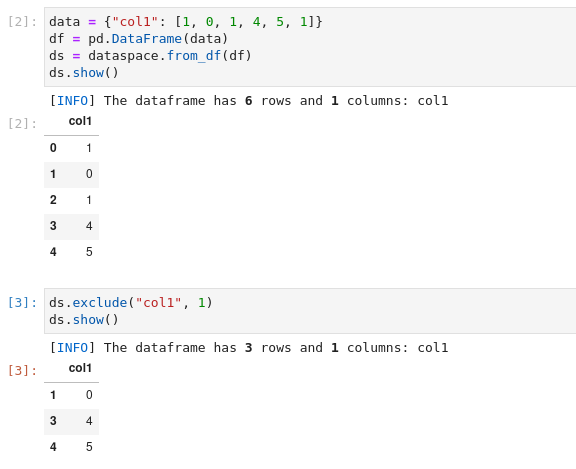 [2]: data = {"col1": [1, 0, 1, 4, 5, 1]}
df = pd.DataFrame(data)
ds = dataspace.from_df(df)
ds.show()
[INFO] The dataframe has 6 rows and 1 columns: col1
[2]: col1
0 1
1 0
2 1
3 4
4 5
[3]: ds.exclude("col1", 1)
ds.show()
[INFO] The dataframe has 3 rows and 1 columns: col1
[3]: col1
1 0
3 4
4 5